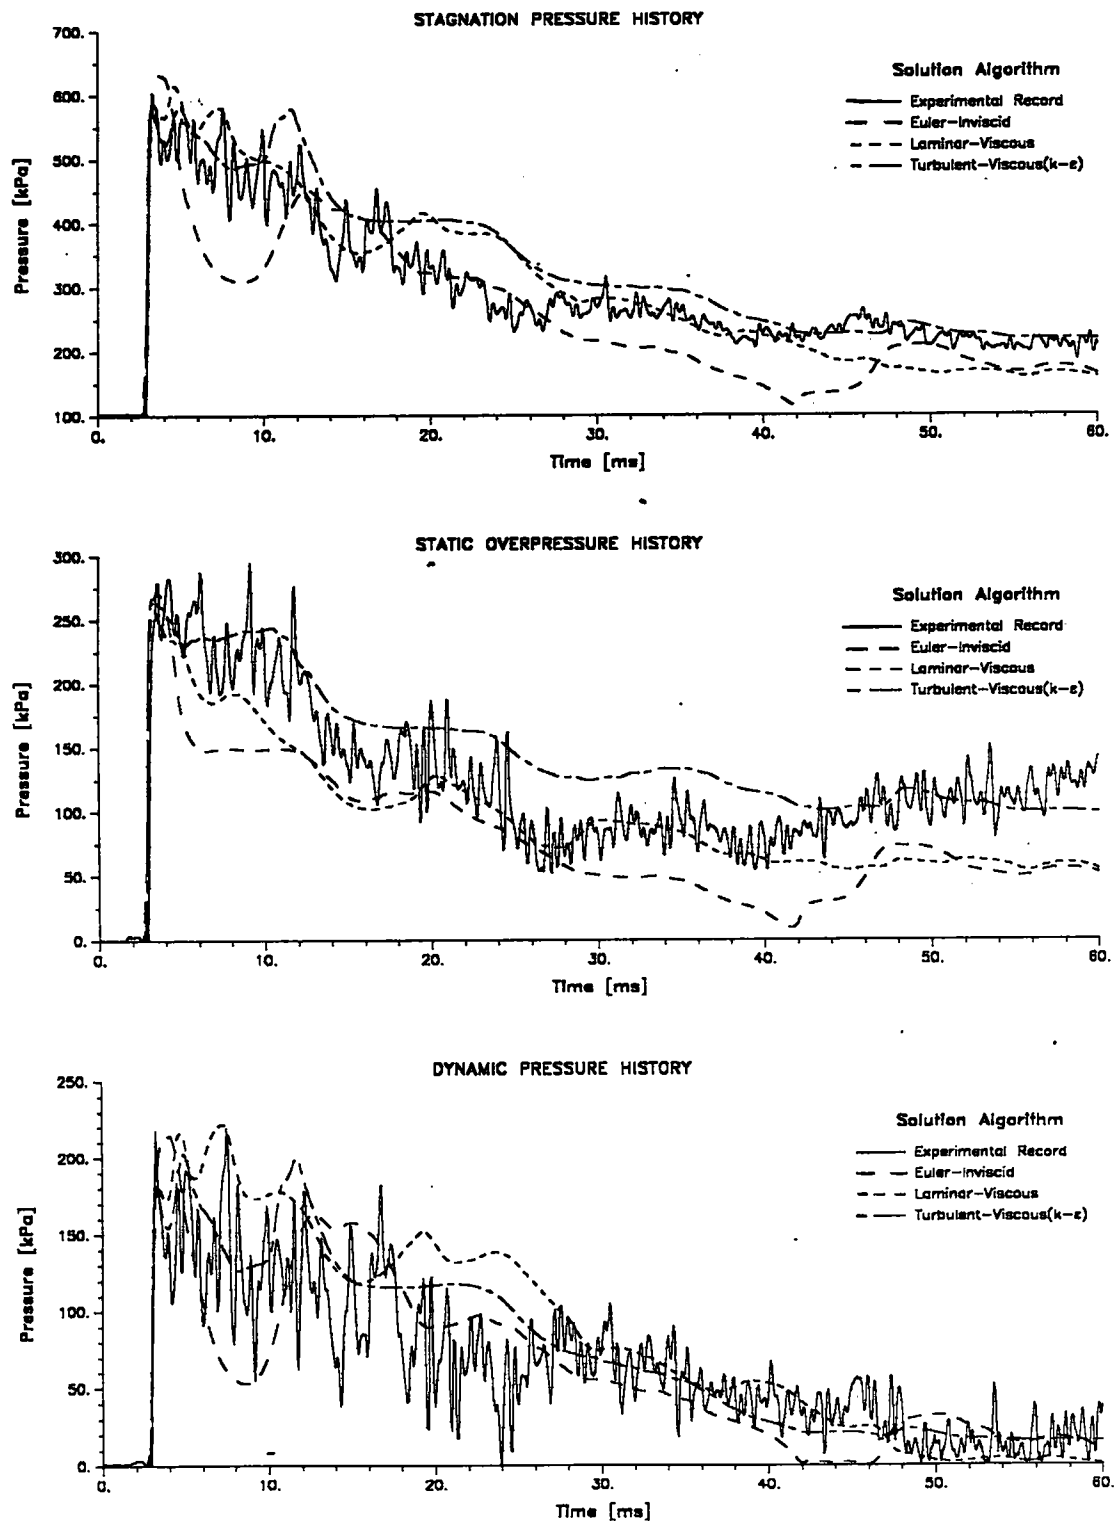 STAGNATION PRESSURE HISTORY
700.
600.
500.
400.
300.
200.
100.
Pressure [kPa]
Solution Algorithm
Experimental Record
Euler-Inviscid
Laminar-Viscous
Turbulent-Viscous(k-ε)
0. 10. 20. 30. 40. 50. 60.
Time [ms]
STATIC OVERPRESSURE HISTORY
300.
250.
200.
150.
100.
50.
0.
Pressure [kPa]
Solution Algorithm
Experimental Record
Euler-Inviscid
Laminar-Viscous
Turbulent-Viscous(k-ε)
0. 10. 20. 30. 40. 50. 60.
Time [ms]
DYNAMIC PRESSURE HISTORY
250.
200.
150.
100.
50.
0.
Pressure [kPa]
Solution Algorithm
Experimental Record
Euler-Inviscid
Laminar-Viscous
Turbulent-Viscous(k-ε)
0. 10. 20. 30. 40. 50. 60.
Time [ms]